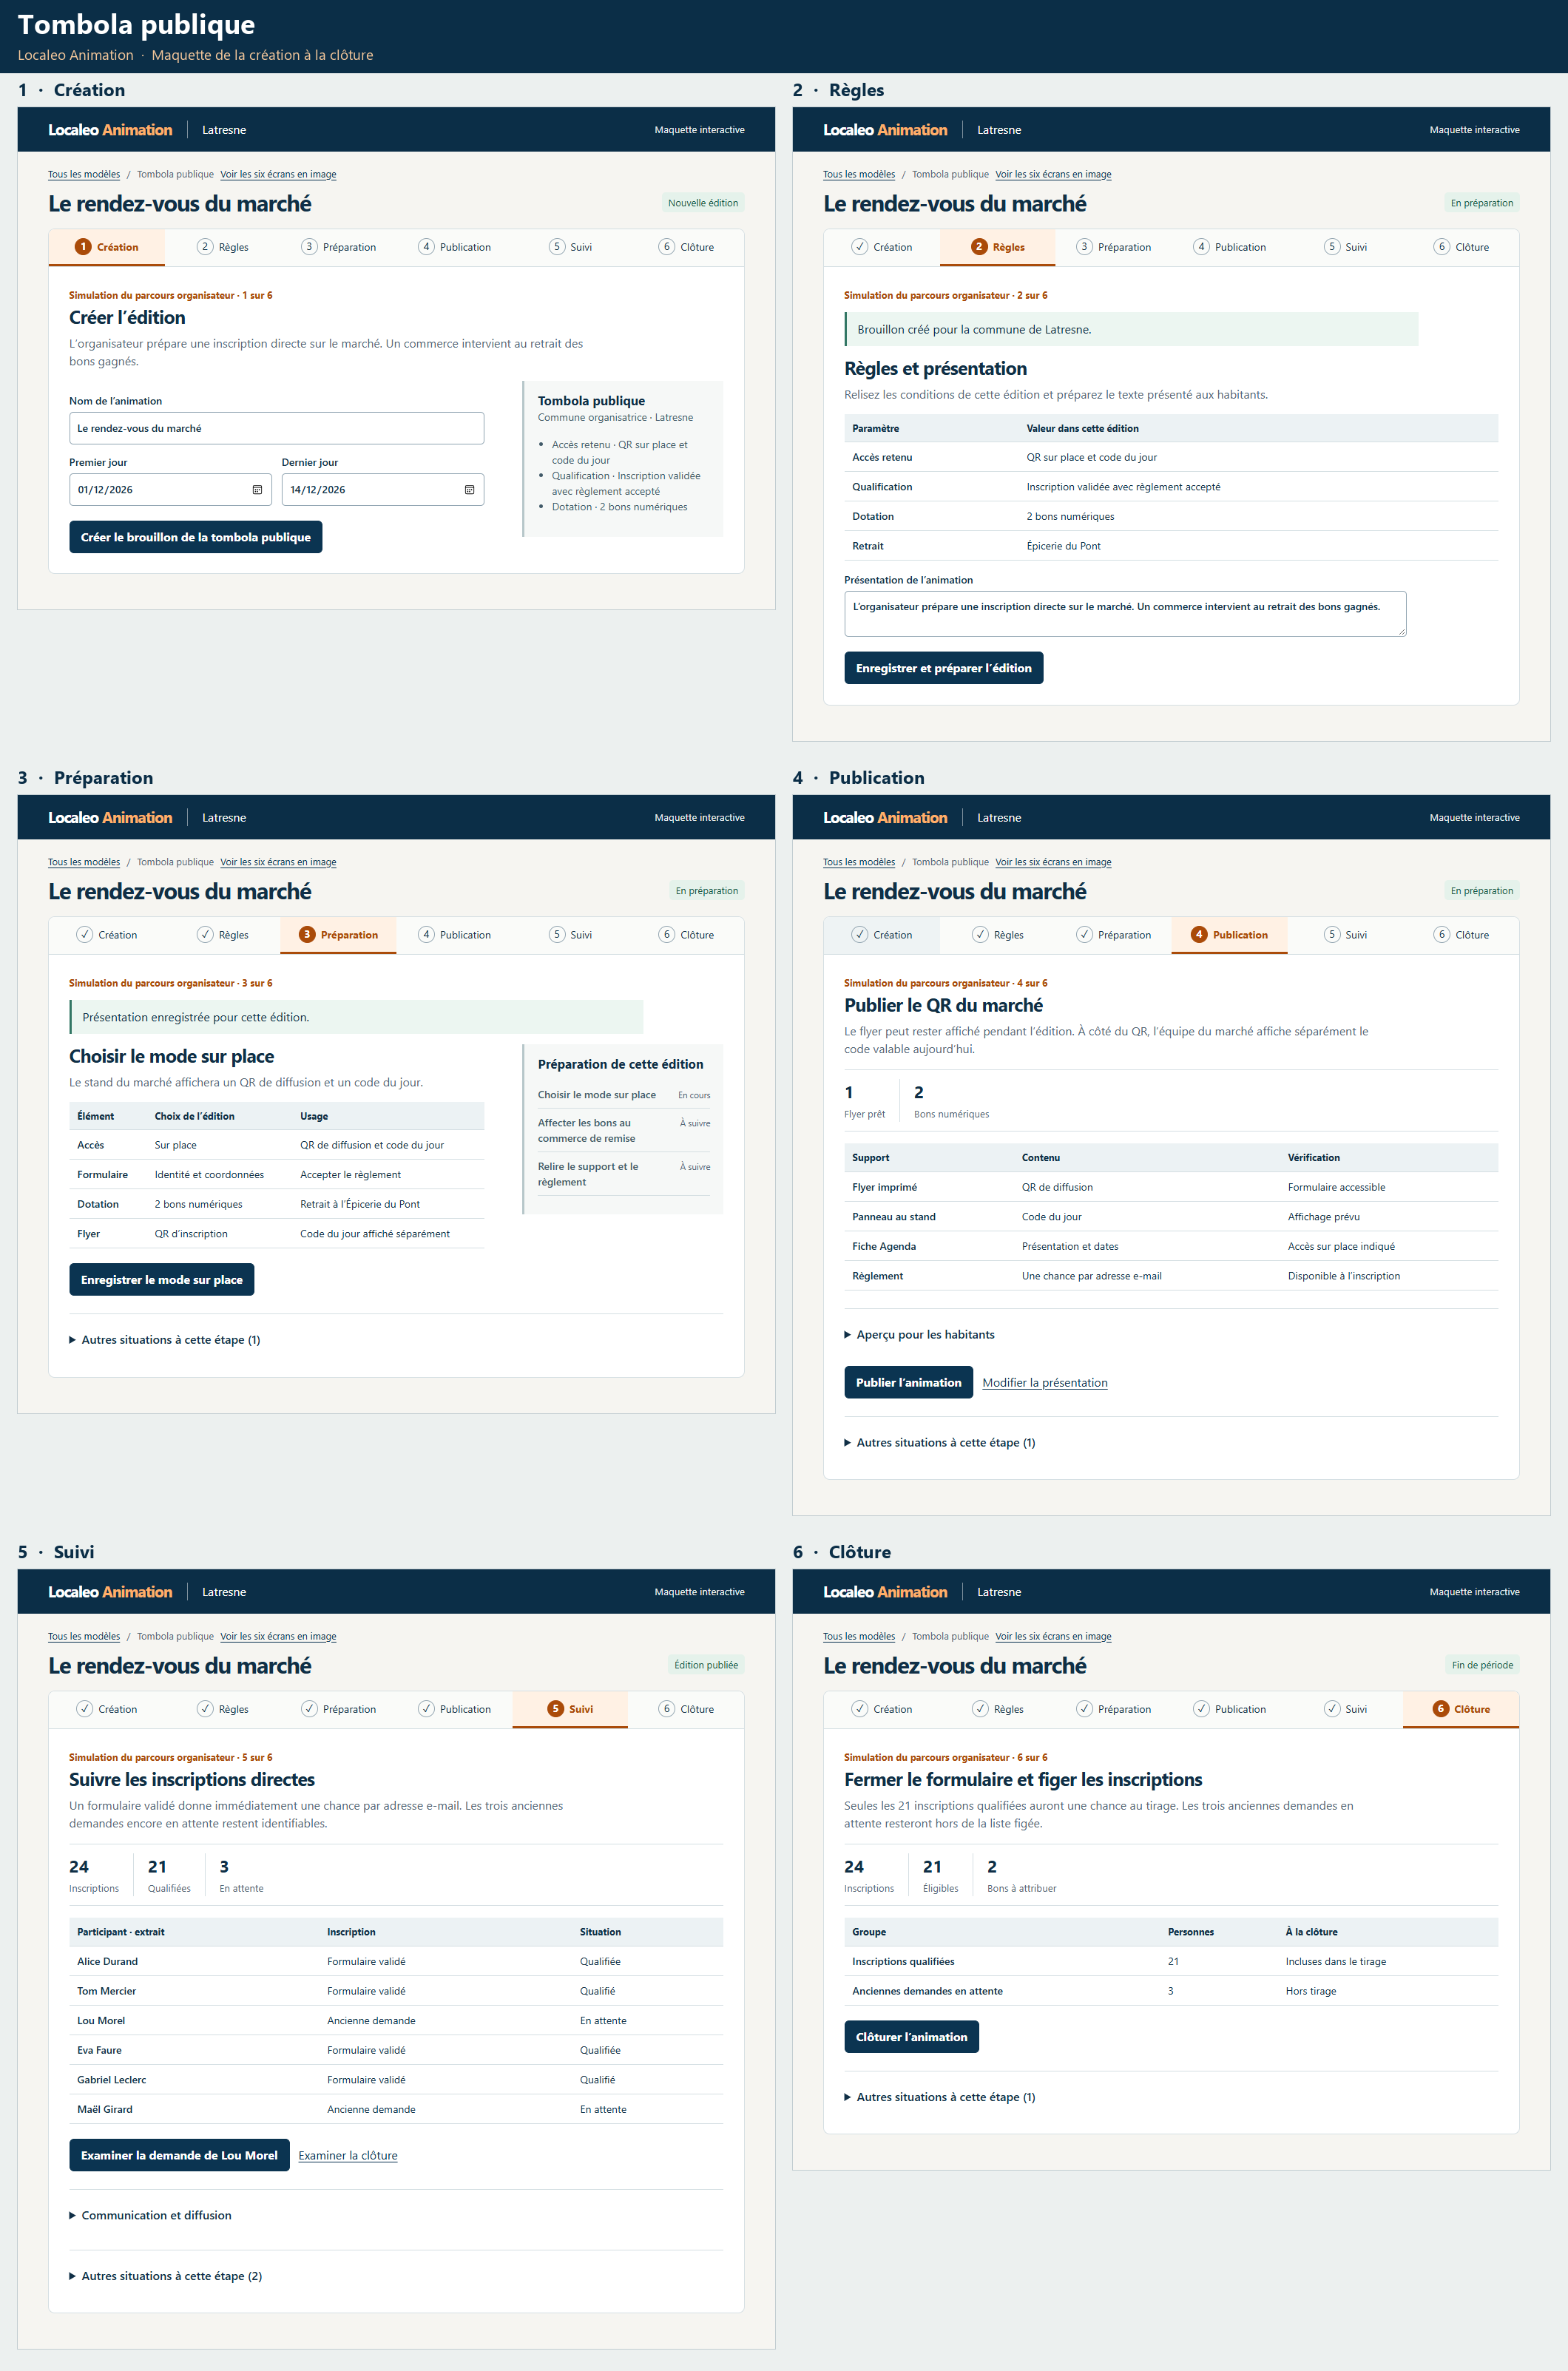 Tombola publique
Localeo Animation · Maquette de la création à la clôture
1 · Création
Localeo Animation Latresne Maquette interactive
Tous les modèles / Tombola publique Voir les six écrans en image
Le rendez-vous du marché Nouvelle édition
1 Création 2 Règles 3 Préparation 4 Publication 5 Suivi 6 Clôture
Simulation du parcours organisateur · 1 sur 6
Créer l’édition
L’organisateur prépare une inscription directe sur le marché. Un commerce intervient au retrait des
bons gagnés.
Nom de l’animation
Le rendez-vous du marché
Premier jour Dernier jour
01/12/2026 14/12/2026
Créer le brouillon de la tombola publique
Tombola publique
Commune organisatrice · Latresne
• Accès retenu · QR sur place et
code du jour
• Qualification · Inscription validée
avec règlement accepté
• Dotation · 2 bons numériques
2 · Règles
Localeo Animation Latresne Maquette interactive
Tous les modèles / Tombola publique Voir les six écrans en image
Le rendez-vous du marché En préparation
✓ Création 2 Règles 3 Préparation 4 Publication 5 Suivi 6 Clôture
Simulation du parcours organisateur · 2 sur 6
Brouillon créé pour la commune de Latresne.
Règles et présentation
Relisez les conditions de cette édition et préparez le texte présenté aux habitants.
Paramètre Valeur dans cette édition
Accès retenu QR sur place et code du jour
Qualification Inscription validée avec règlement accepté
Dotation 2 bons numériques
Retrait Épicerie du Pont
Présentation de l’animation
L’organisateur prépare une inscription directe sur le marché. Un commerce intervient au retrait des bons gagnés.
Enregistrer et préparer l’édition
3 · Préparation
Localeo Animation Latresne Maquette interactive
Tous les modèles / Tombola publique Voir les six écrans en image
Le rendez-vous du marché En préparation
✓ Création ✓ Règles 3 Préparation 4 Publication 5 Suivi 6 Clôture
Simulation du parcours organisateur · 3 sur 6
Présentation enregistrée pour cette édition.
Choisir le mode sur place
Le stand du marché affichera un QR de diffusion et un code du jour.
Élément Choix de l’édition Usage
Accès Sur place QR de diffusion et code du jour
Formulaire Identité et coordonnées Accepter le règlement
Dotation 2 bons numériques Retrait à l’Épicerie du Pont
Flyer QR d’inscription Code du jour affiché séparément
Enregistrer le mode sur place
Préparation de cette édition
Choisir le mode sur place En cours
Affecter les bons au À suivre
commerce de remise
Relire le support et le À suivre
règlement
▶ Autres situations à cette étape (1)
4 · Publication
Localeo Animation Latresne Maquette interactive
Tous les modèles / Tombola publique Voir les six écrans en image
Le rendez-vous du marché En préparation
✓ Création ✓ Règles ✓ Préparation 4 Publication 5 Suivi 6 Clôture
Simulation du parcours organisateur · 4 sur 6
Publier le QR du marché
Le flyer peut rester affiché pendant l’édition. À côté du QR, l’équipe du marché affiche séparément le
code valable aujourd’hui.
1 2
Flyer prêt Bons numériques
Support Contenu Vérification
Flyer imprimé QR de diffusion Formulaire accessible
Panneau au stand Code du jour Affichage prévu
Fiche Agenda Présentation et dates Accès sur place indiqué
Règlement Une chance par adresse e-mail Disponible à l’inscription
▶ Aperçu pour les habitants
Publier l’animation Modifier la présentation
▶ Autres situations à cette étape (1)
5 · Suivi
Localeo Animation Latresne Maquette interactive
Tous les modèles / Tombola publique Voir les six écrans en image
Le rendez-vous du marché Édition publiée
✓ Création ✓ Règles ✓ Préparation ✓ Publication 5 Suivi 6 Clôture
Simulation du parcours organisateur · 5 sur 6
Suivre les inscriptions directes
Un formulaire validé donne immédiatement une chance par adresse e-mail. Les trois anciennes
demandes encore en attente restent identifiables.
24 21 3
Inscriptions Qualifiées En attente
Participant · extrait Inscription Situation
Alice Durand Formulaire validé Qualifiée
Tom Mercier Formulaire validé Qualifié
Lou Morel Ancienne demande En attente
Eva Faure Formulaire validé Qualifiée
Gabriel Leclerc Formulaire validé Qualifié
Maël Girard Ancienne demande En attente
Examiner la demande de Lou Morel Examiner la clôture
▶ Communication et diffusion
▶ Autres situations à cette étape (2)
6 · Clôture
Localeo Animation Latresne Maquette interactive
Tous les modèles / Tombola publique Voir les six écrans en image
Le rendez-vous du marché Fin de période
✓ Création ✓ Règles ✓ Préparation ✓ Publication ✓ Suivi 6 Clôture
Simulation du parcours organisateur · 6 sur 6
Fermer le formulaire et figer les inscriptions
Seules les 21 inscriptions qualifiées auront une chance au tirage. Les trois anciennes demandes en
attente resteront hors de la liste figée.
24 21 2
Inscriptions Éligibles Bons à attribuer
Groupe Personnes À la clôture
Inscriptions qualifiées 21 Incluses dans le tirage
Anciennes demandes en attente 3 Hors tirage
Clôturer l’animation
▶ Autres situations à cette étape (1)